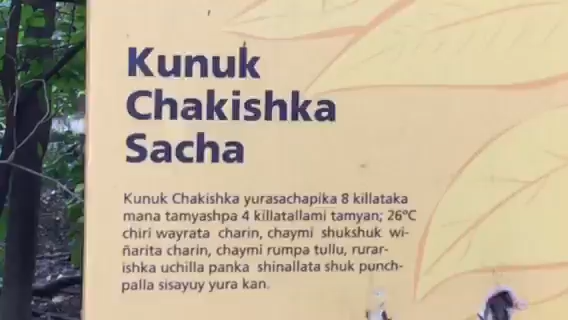 Kunuk
Chakishka
Sacha
Kunuk Chakishka yurasachapika 8 killataka
mana tamyashpa 4 killatallami tamyan; 26°C
chiri wayrata charin, chaymi shukshuk wi-
ñarita charin, chaymi rumpa tullu, rurar-
ishka uchilla panka shinallata shuk punch-
palla sisayuy yura kan.